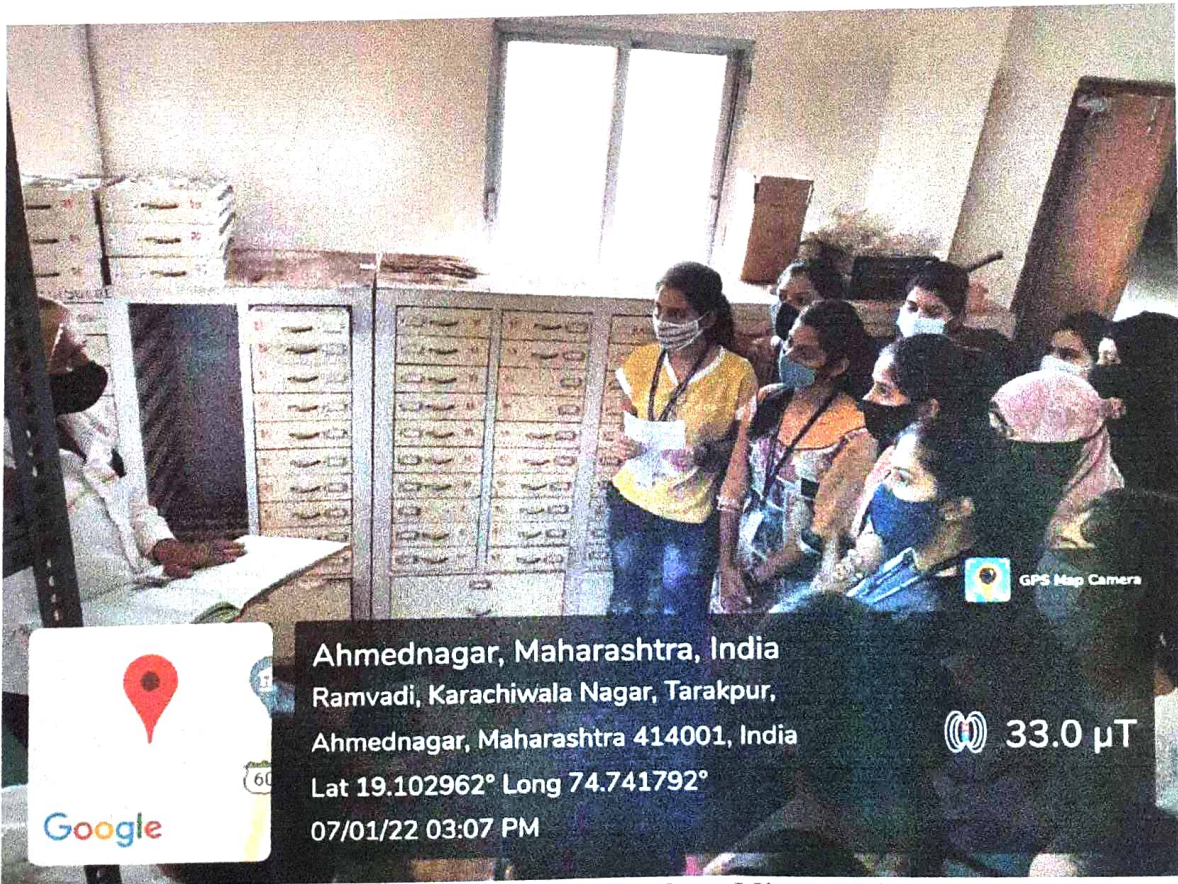 GPS Map Camera
Ahmednagar, Maharashtra, India
Ramvadi, Karachiwala Nagar, Tarakpur,
Ahmednagar, Maharashtra 414001, India
Lat 19.102962° Long 74.741792°
07/01/22 03:07 PM
33.0 µT
60
Google